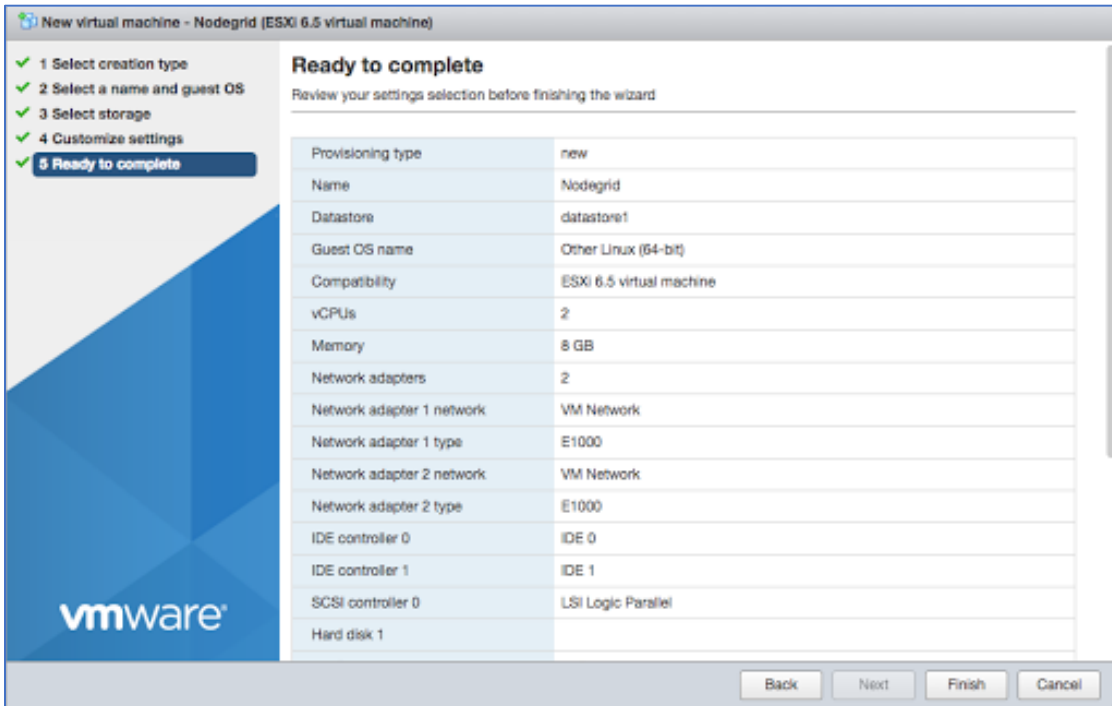 New virtual machine - Nodegrid (ESXi 6.5 virtual machine)
1 Select creation type
2 Select a name and guest OS
3 Select storage
4 Customize settings
5 Ready to complete
vmware
Ready to complete
Review your settings selection before finishing the wizard
Provisioning type new
Name Nodegrid
Datastore datastore1
Guest OS name Other Linux (64-bit)
Compatibility ESXi 6.5 virtual machine
vCPUs 2
Memory 8 GB
Network adapters 2
Network adapter 1 network VM Network
Network adapter 1 type E1000
Network adapter 2 network VM Network
Network adapter 2 type E1000
IDE controller 0 IDE 0
IDE controller 1 IDE 1
SCSI controller 0 LSI Logic Parallel
Hard disk 1
Back Next Finish Cancel